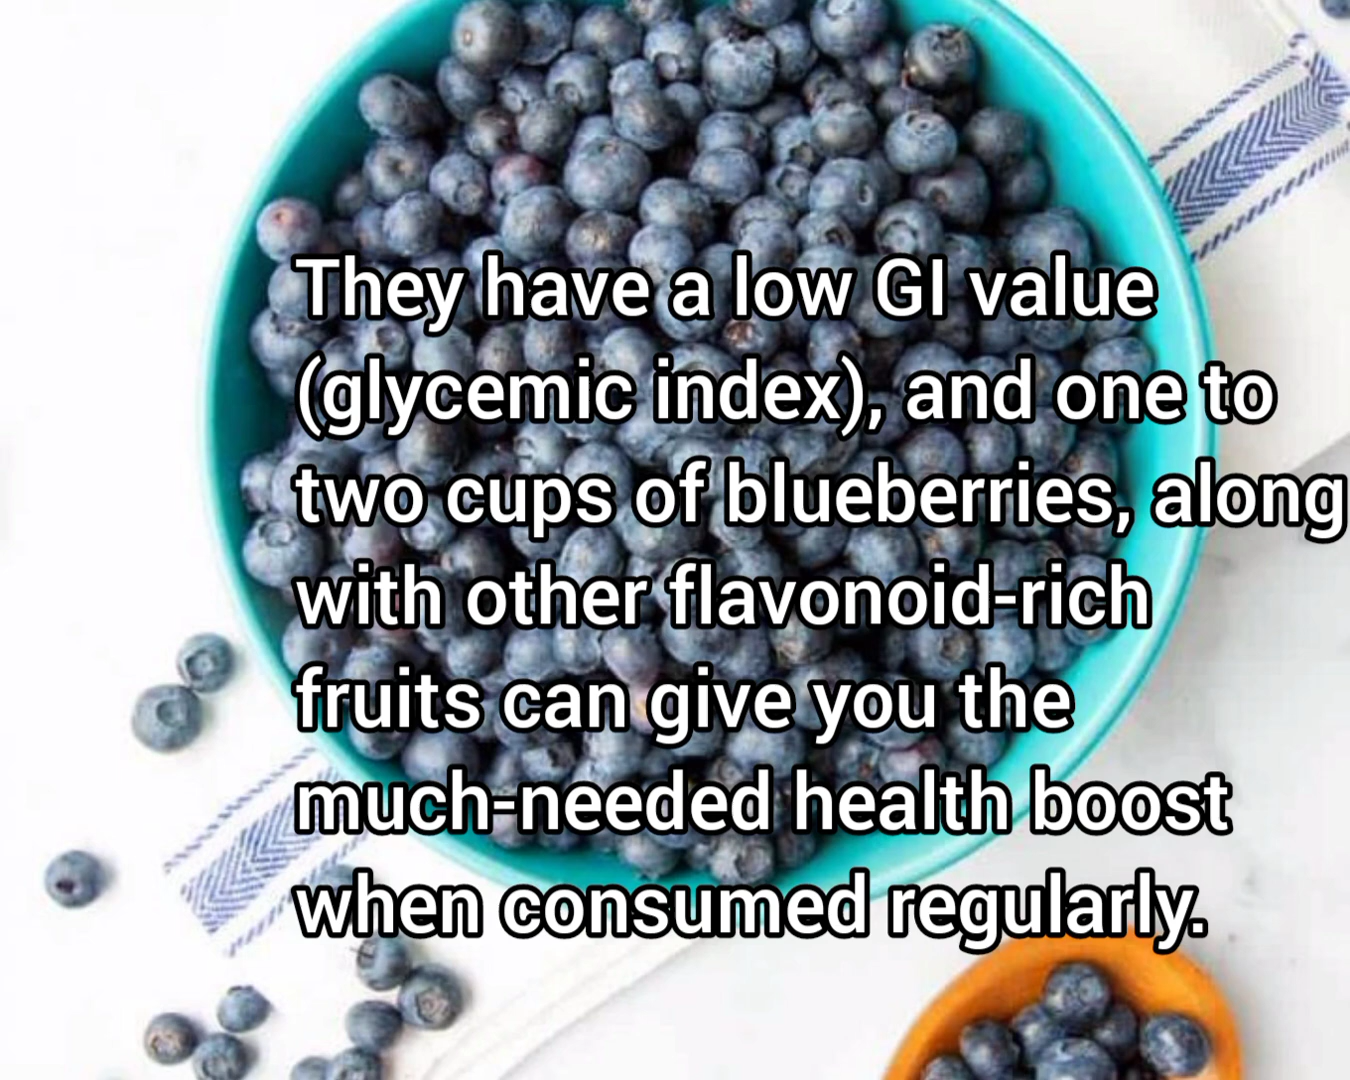 They have a low GI value
(glycemic index), and one to
two cups of blueberries, along
with other flavonoid-rich
fruits can give you the
much-needed health boost
when consumed regularly.